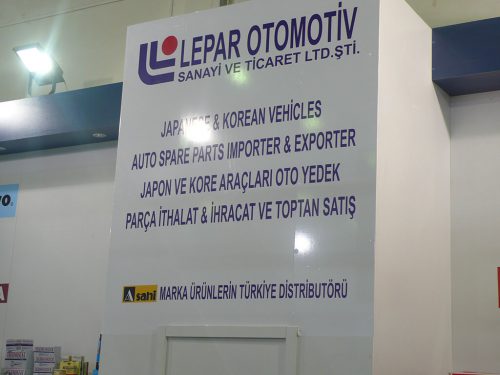 LEPAR OTOMOTİV
SANAYİ VE TİCARET LTD.ŞTİ.
JAPANESE & KOREAN VEHICLES
AUTO SPARE PARTS IMPORTER & EXPORTER
JAPON VE KORE ARAÇLARI OTO YEDEK
PARÇA İTHALAT & İHRACAT VE TOPTAN SATIŞ
Asahi MARKA ÜRÜNLERİN TÜRKİYE DİSTRİBÜTÖRÜ